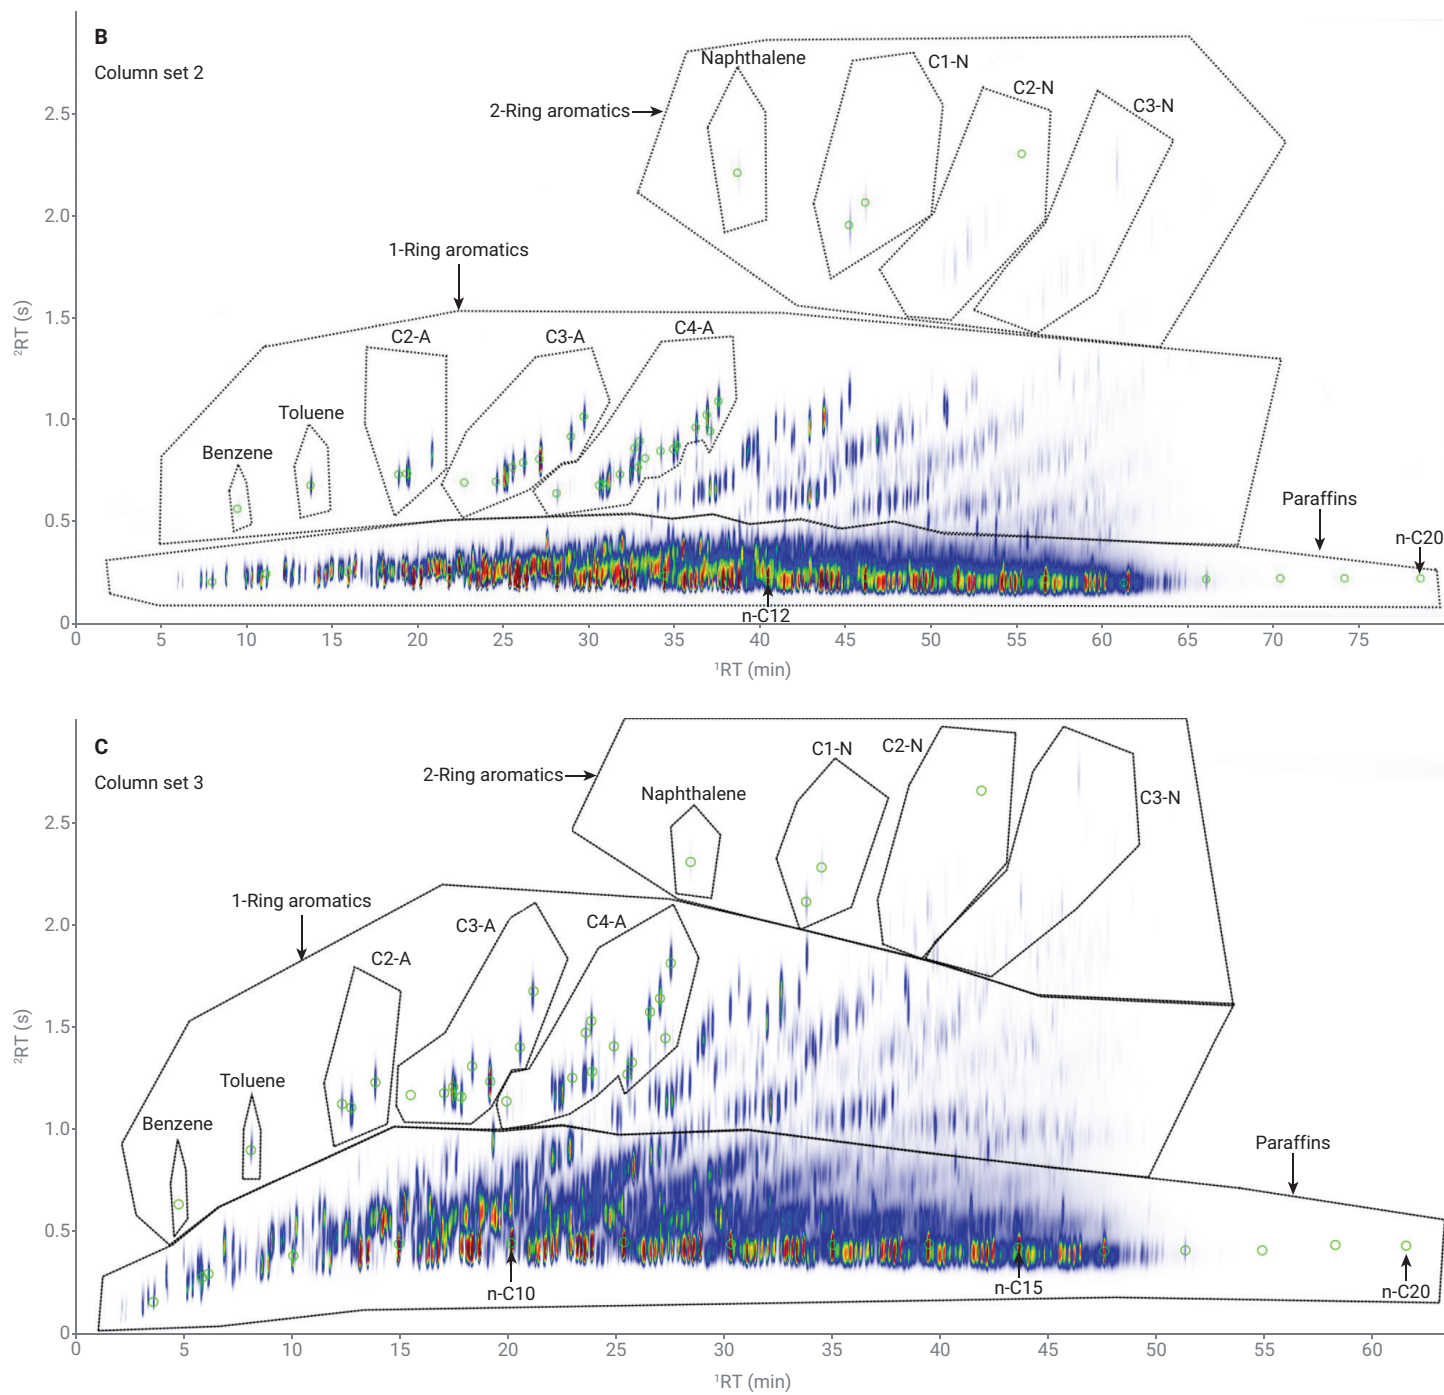 B
Column set 2
Naphthalene
C1-N
C2-N
C3-N
2-Ring aromatics
1-Ring aromatics
C2-A
C3-A
C4-A
Toluene
Benzene
Paraffins
n-C20
n-C12
2.5
2.0
1.5
1.0
0.5
0
²RT (s)
0 5 10 15 20 25 30 35 40 45 50 55 60 65 70 75
¹RT (min)
C
Column set 3
C1-N
C2-N
2-Ring aromatics
Naphthalene
C3-N
1-Ring aromatics
C3-A
C4-A
C2-A
Toluene
Benzene
Paraffins
n-C10
n-C15
n-C20
2.5
2.0
1.5
1.0
0.5
0
²RT (s)
0 5 10 15 20 25 30 35 40 45 50 55 60
¹RT (min)